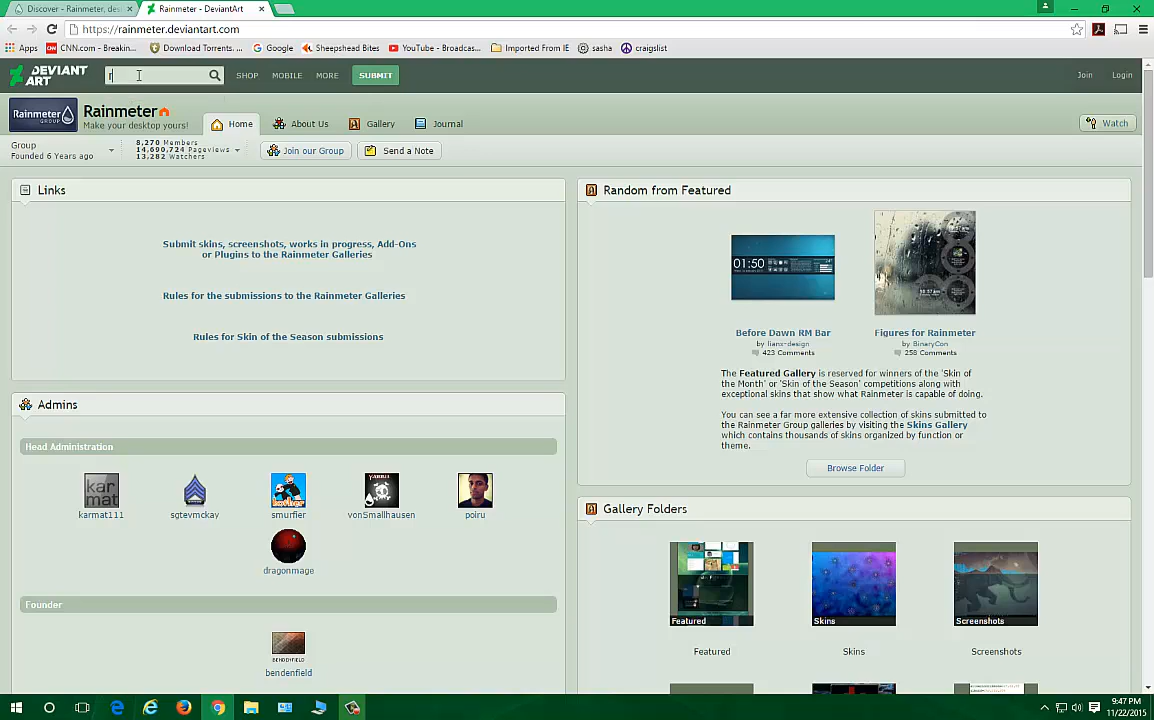 Discover - Rainmeter, des
Rainmeter - DeviantArt
https://rainmeter.deviantart.com
Apps
CNN.com - Breakin...
Download Torrents, ...
Google
Sheepshead Bites
YouTube - Broadcas...
Imported From IE
sasha
craigslist
DEVIANT
ART
r
SHOP
MOBILE
MORE
SUBMIT
Join
Login
Rainmeter
GROUP
Rainmeter
Make your desktop yours!
Home
About Us
Gallery
Journal
Watch
Group
Founded 6 Years ago
8,270 Members
14,690,724 Pageviews
13,282 Watchers
Join our Group
Send a Note
Links
Submit skins, screenshots, works in progress, Add-Ons
or Plugins to the Rainmeter Galleries
Rules for the submissions to the Rainmeter Galleries
Rules for Skin of the Season submissions
Admins
Head Administration
kar
mat
karmat111
sgtevmckay
smurfier
vonSmallhausen
poiru
dragonmage
Founder
BENDENFIELD
bendenfield
Random from Featured
01:50
Before Dawn RM Bar
by lianx-design
423 Comments
Figures for Rainmeter
by BinaryCon
258 Comments
The Featured Gallery is reserved for winners of the 'Skin of
the Month' or 'Skin of the Season' competitions along with
exceptional skins that show what Rainmeter is capable of doing.
You can see a far more extensive collection of skins submitted to
the Rainmeter Group galleries by visiting the Skins Gallery
which contains thousands of skins organized by function or
theme.
Browse Folder
Gallery Folders
Featured
Skins
Screenshots
Featured
Skins
Screenshots
9:47 PM
11/22/2015